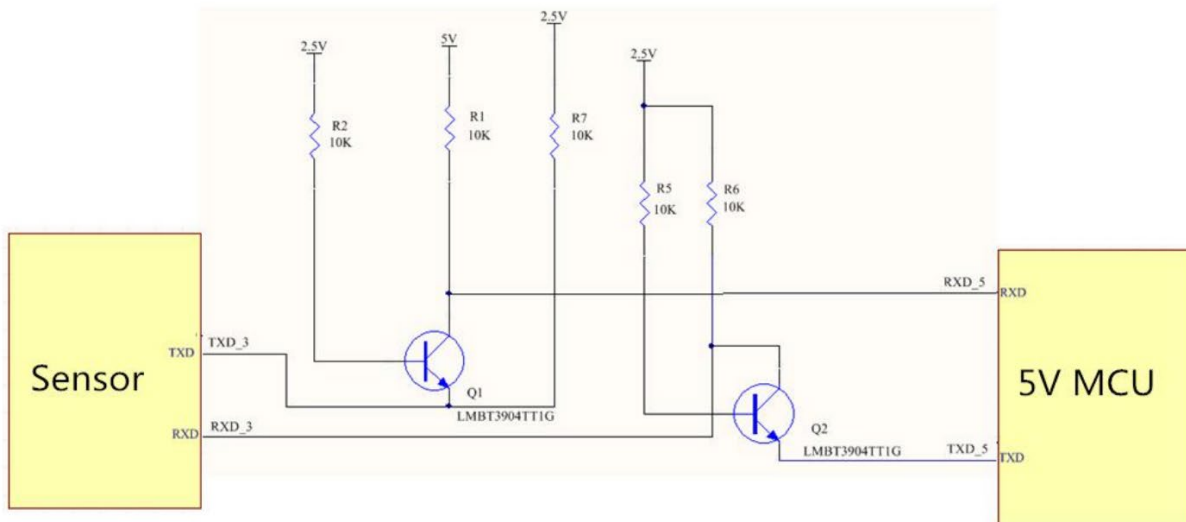 2.5V
5V
2.5V
2.5V
R2
10K
R1
10K
R7
10K
R5
10K
R6
10K
RXD_5
RXD
TXD
TXD_3
Sensor
Q1
LMBT3904TT1G
5V MCU
RXD
RXD_3
Q2
LMBT3904TT1G
TXD_5
TXD